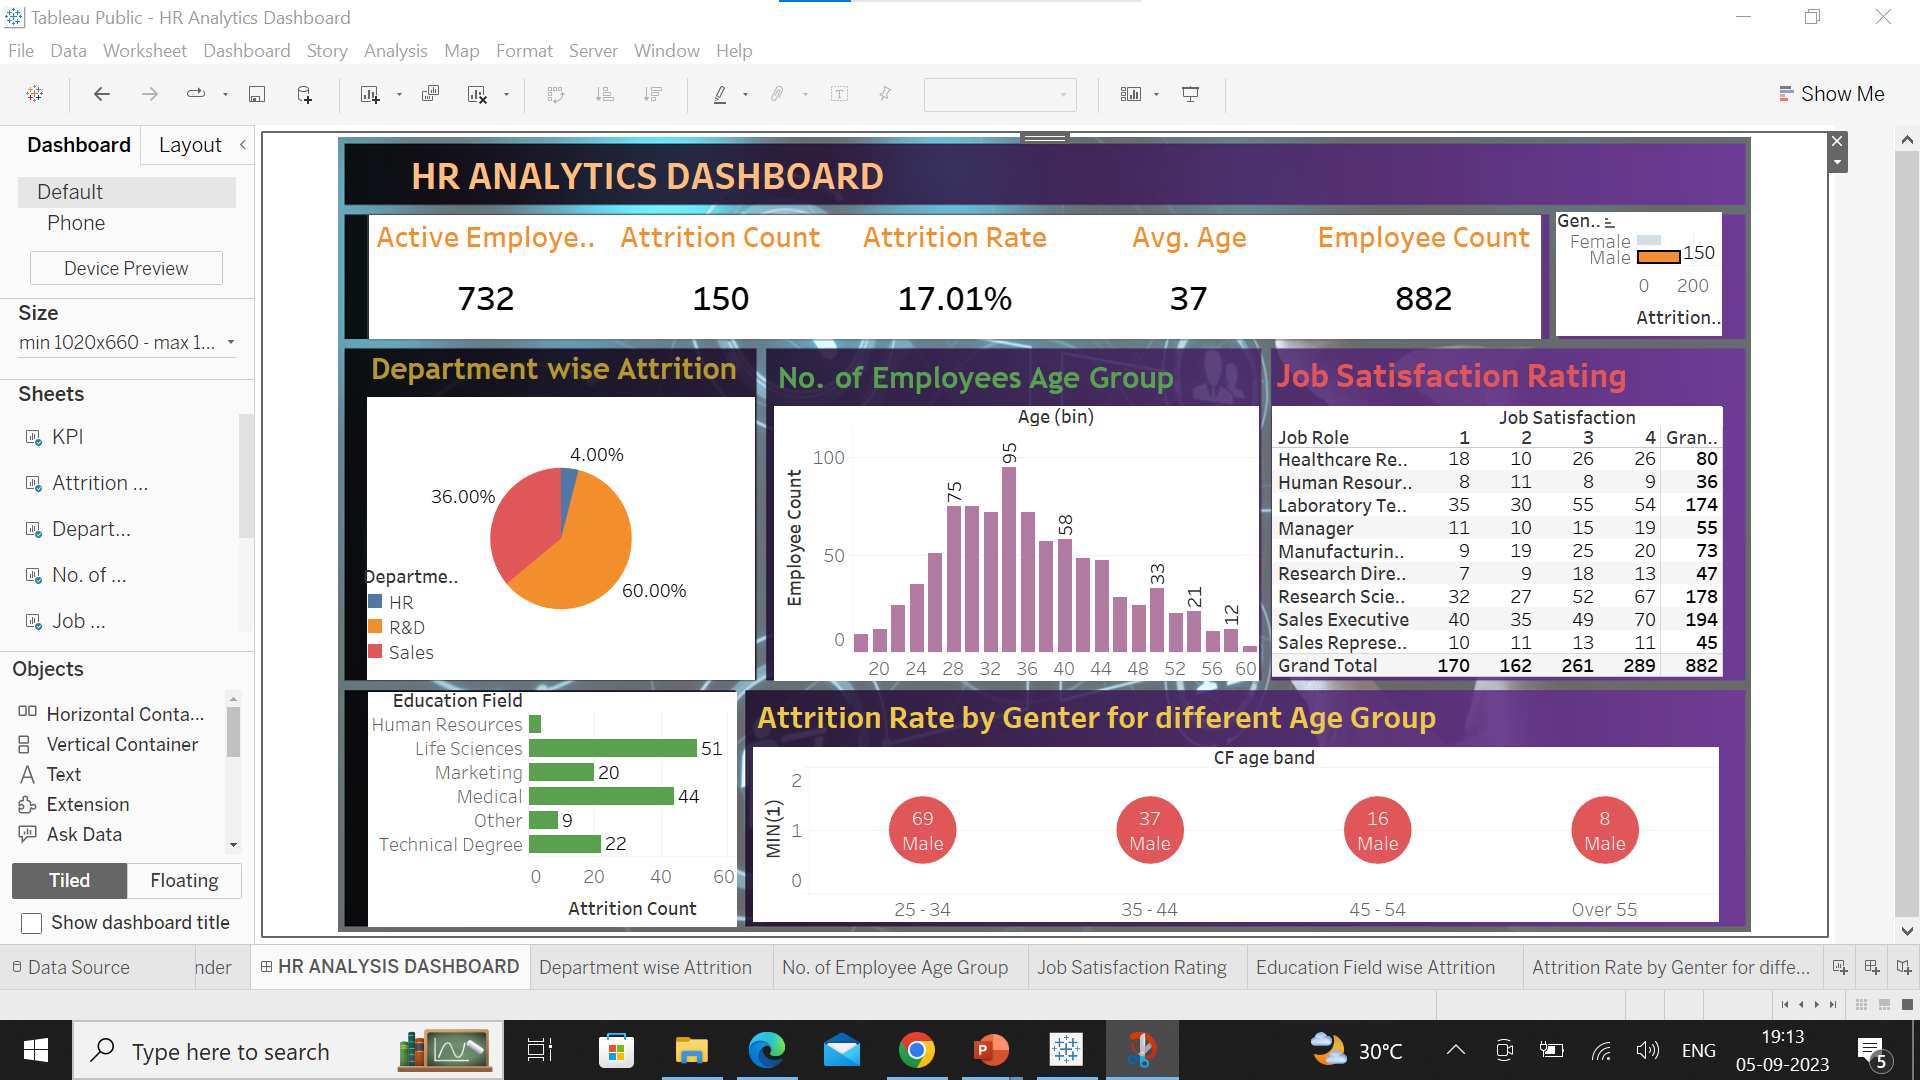 Tableau Public - HR Analytics Dashboard
File Data Worksheet Dashboard Story Analysis Map Format Server Window Help
Show Me
Dashboard Layout
Default
Phone
Device Preview
Size
min 1020x660 - max 1...
Sheets
KPI
Attrition ...
Depart...
No. of ...
Job ...
Objects
Horizontal Conta...
Vertical Container
Text
Extension
Ask Data
Tiled Floating
Show dashboard title
HR ANALYTICS DASHBOARD
Active Employe.. Attrition Count Attrition Rate Avg. Age Employee Count
732 150 17.01% 37 882
Gen..
Female
Male 150
0 200
Attrition..
Department wise Attrition
4.00%
36.00%
60.00%
Departme..
HR
R&D
Sales
No. of Employees Age Group
Age (bin)
Employee Count
100
50
0
75 95 58 33 21 12
20 24 28 32 36 40 44 48 52 56 60
Job Satisfaction Rating
Job Satisfaction
Job Role 1 2 3 4 Gran..
Healthcare Re.. 18 10 26 26 80
Human Resour.. 8 11 8 9 36
Laboratory Te.. 35 30 55 54 174
Manager 11 10 15 19 55
Manufacturin.. 9 19 25 20 73
Research Dire.. 7 9 18 13 47
Research Scie.. 32 27 52 67 178
Sales Executive 40 35 49 70 194
Sales Represe.. 10 11 13 11 45
Grand Total 170 162 261 289 882
Education Field
Human Resources
Life Sciences 51
Marketing 20
Medical 44
Other 9
Technical Degree 22
0 20 40 60
Attrition Count
Attrition Rate by Genter for different Age Group
CF age band
MIN(1)
2
1
0
69 Male
37 Male
16 Male
8 Male
25 - 34 35 - 44 45 - 54 Over 55
Data Source nder HR ANALYSIS DASHBOARD Department wise Attrition No. of Employee Age Group Job Satisfaction Rating Education Field wise Attrition Attrition Rate by Genter for diffe...
Type here to search
30°C
ENG
19:13
05-09-2023
5